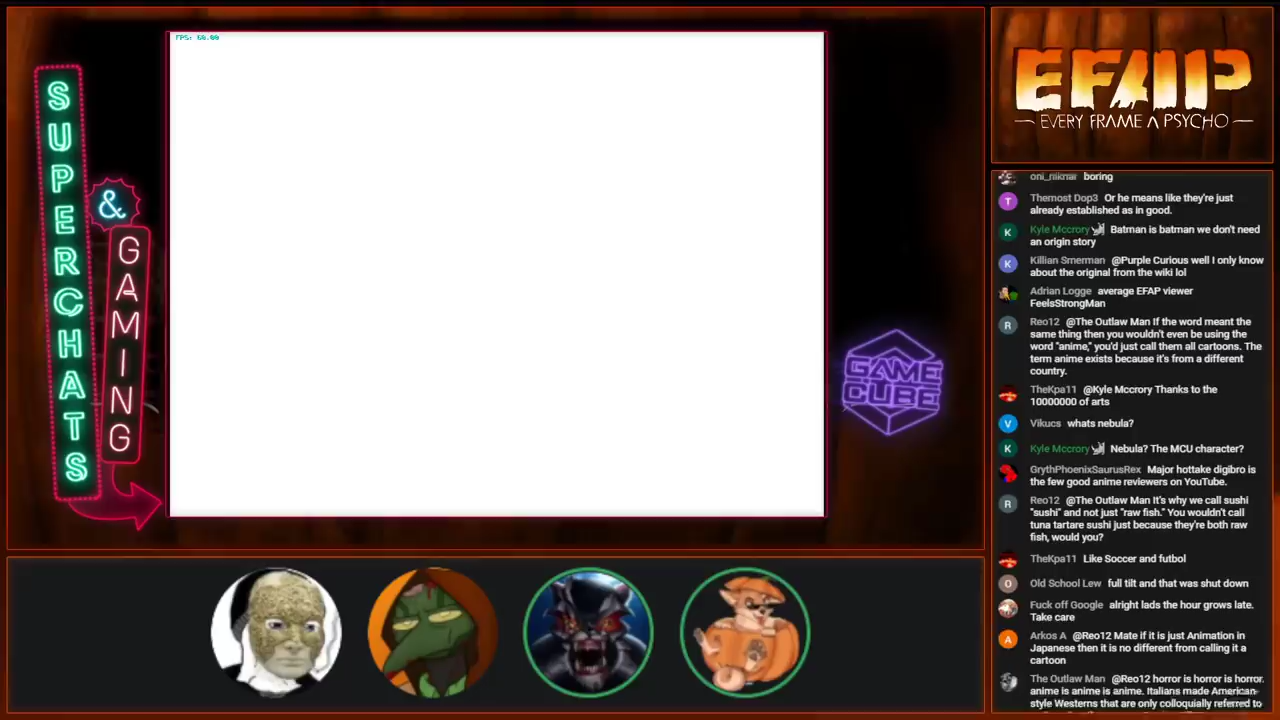 FPS: 60.00
SUPERCHATS
&
GAMING
GAME
CUBE
EFAP
EVERY FRAME A PSYCHO
oni_riknar boring
Themost Dop3 Or he means like they're just
already established as in good.
Kyle Mccrory Batman is batman we don't need
an origin story
Killian Smerman @Purple Curious well I only know
about the original from the wiki lol
Adrian Logge average EFAP viewer
FeelsStrongMan
Reo12 @The Outlaw Man If the word meant the
same thing then you wouldn't even be using the
word "anime," you'd just call them all cartoons. The
term anime exists because it's from a different
country.
TheKpa11 @Kyle Mccrory Thanks to the
10000000 of arts
Vikucs whats nebula?
Kyle Mccrory Nebula? The MCU character?
GrythPhoenixSaurusRex Major hottake digibro is
the few good anime reviewers on YouTube.
Reo12 @The Outlaw Man It's why we call sushi
"sushi" and not just "raw fish." You wouldn't call
tuna tartare sushi just because they're both raw
fish, would you?
TheKpa11 Like Soccer and futbol
Old School Lew full tilt and that was shut down
Fuck off Google alright lads the hour grows late.
Take care
Arkos A @Reo12 Mate if it is just Animation in
Japanese then it is no different from calling it a
cartoon
The Outlaw Man @Reo12 horror is horror is horror.
anime is anime is anime. Italians made American
style Westerns that are only colloquially referred to